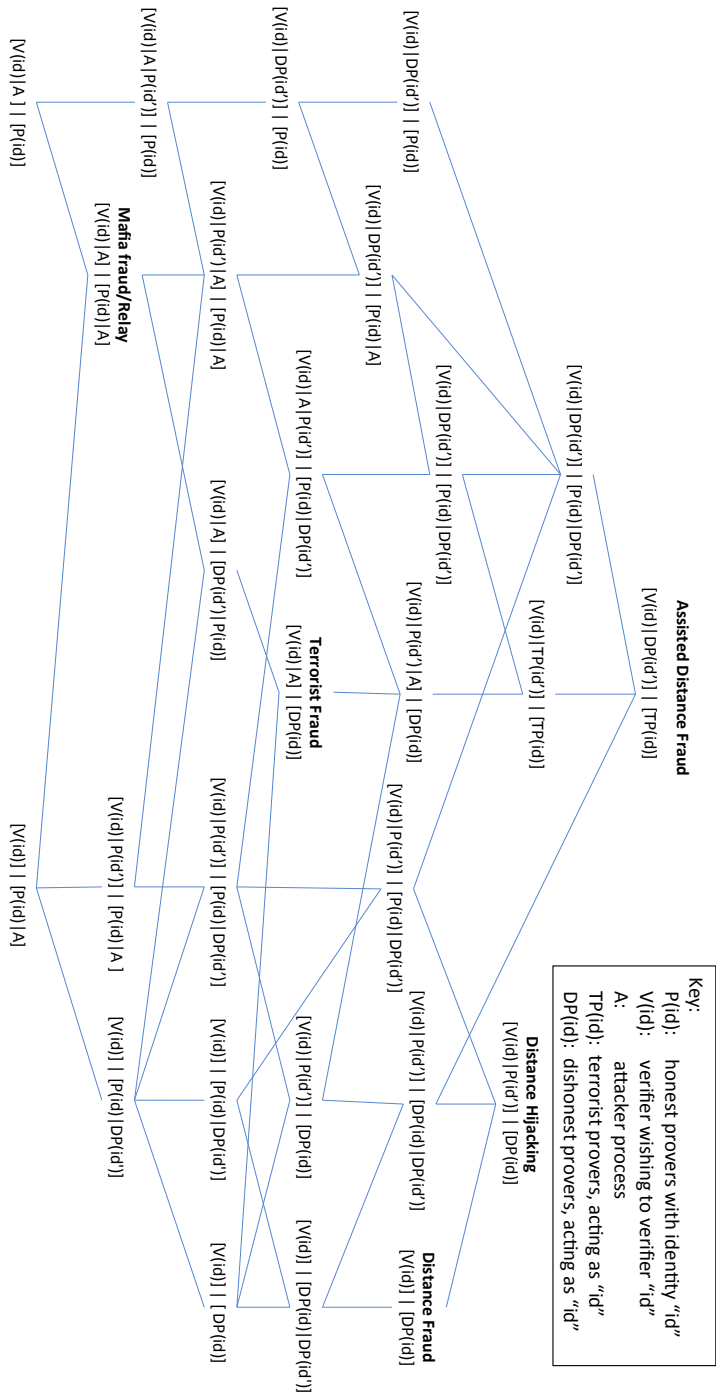 Key:
P(id): honest provers with identity “id”
V(id): verifier wishing to verifier “id”
A: attacker process
TP(id): terrorist provers, acting as “id”
DP(id): dishonest provers, acting as “id”
Assisted Distance Fraud
[V(id)|DP(id’)] | [TP(id)]
[V(id)|DP(id’)] | [P(id)|DP(id’)]
[V(id)|TP(id’)] | [TP(id)]
Distance Hijacking
[V(id)|P(id’)] | [DP(id)]
[V(id)|DP(id’)] | [P(id)|DP(id’)]
Distance Fraud
[V(id)] | [DP(id)]
[V(id)|DP(id’)] | [P(id)]
[V(id)|P(id’)|A] | [DP(id)]
[V(id)|P(id’)] | [DP(id)|DP(id’)]
[V(id)|P(id’)] | [P(id)|DP(id’)]
[V(id)|DP(id’)] | [P(id)|A]
Terrorist Fraud
[V(id)|A] | [DP(id)]
[V(id)|A|P(id’)] | [P(id)|DP(id’)]
[V(id)|P(id’)] | [DP(id)]
[V(id)] | [DP(id)|DP(id’)]
[V(id)|DP(id’)] | [P(id)]
[V(id)|P(id’)|A] | [P(id)|A]
[V(id)|A] | [DP(id’)|P(id)]
[V(id)|P(id’)] | [P(id)|DP(id’)]
[V(id)] | [P(id)|DP(id’)]
[V(id)] | [ DP(id)]
[V(id)|A|P(id’)] | [P(id)]
Mafia fraud/Relay
[V(id)|A] | [P(id)|A]
[V(id)|P(id’)] | [P(id)|A ]
[V(id)] | [P(id)|DP(id’)]
[V(id)|A ] | [P(id)]
[V(id)] | [P(id)|A]